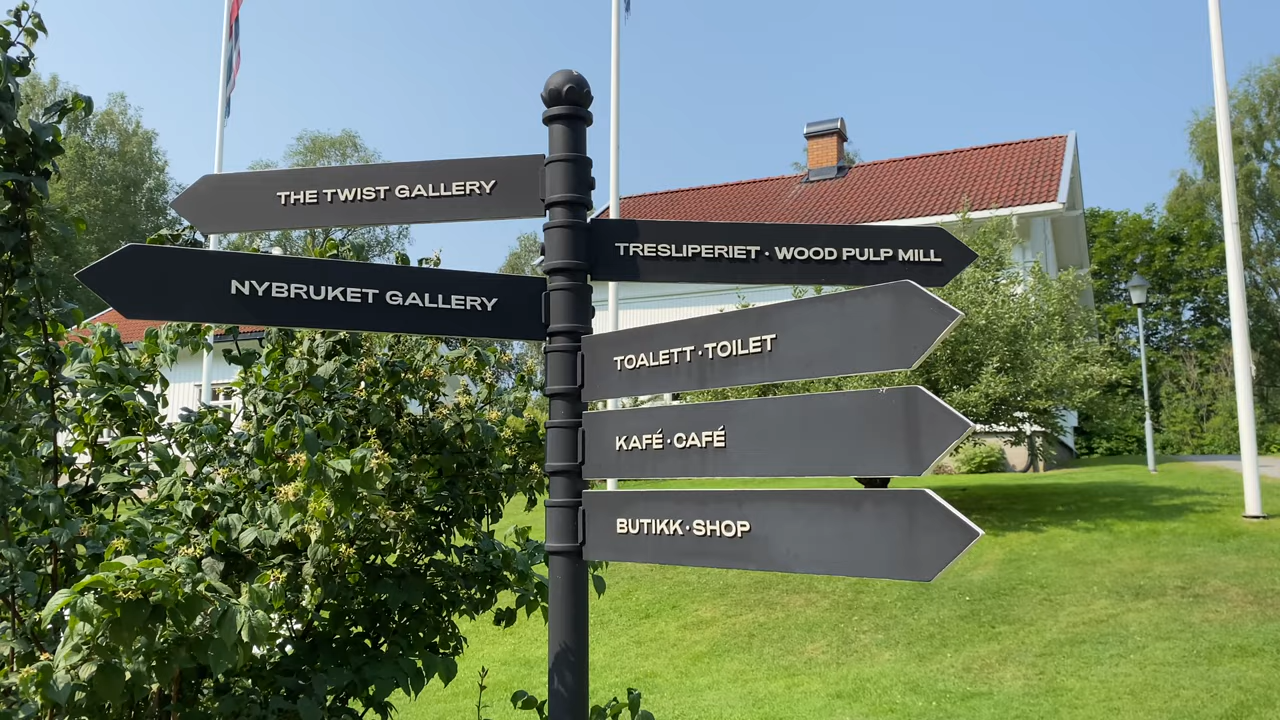 THE TWIST GALLERY
NYBRUKET GALLERY
TRESLIPERIET · WOOD PULP MILL
TOALETT · TOILET
KAFÉ · CAFÉ
BUTIKK · SHOP